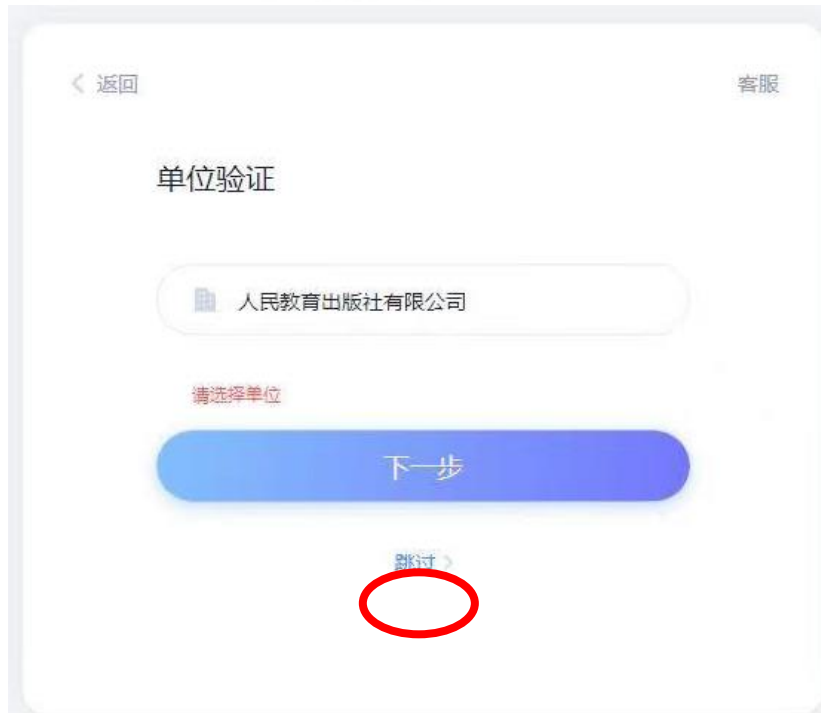 返回
客服
单位验证
人民教育出版社有限公司
请选择单位
下一步
跳过